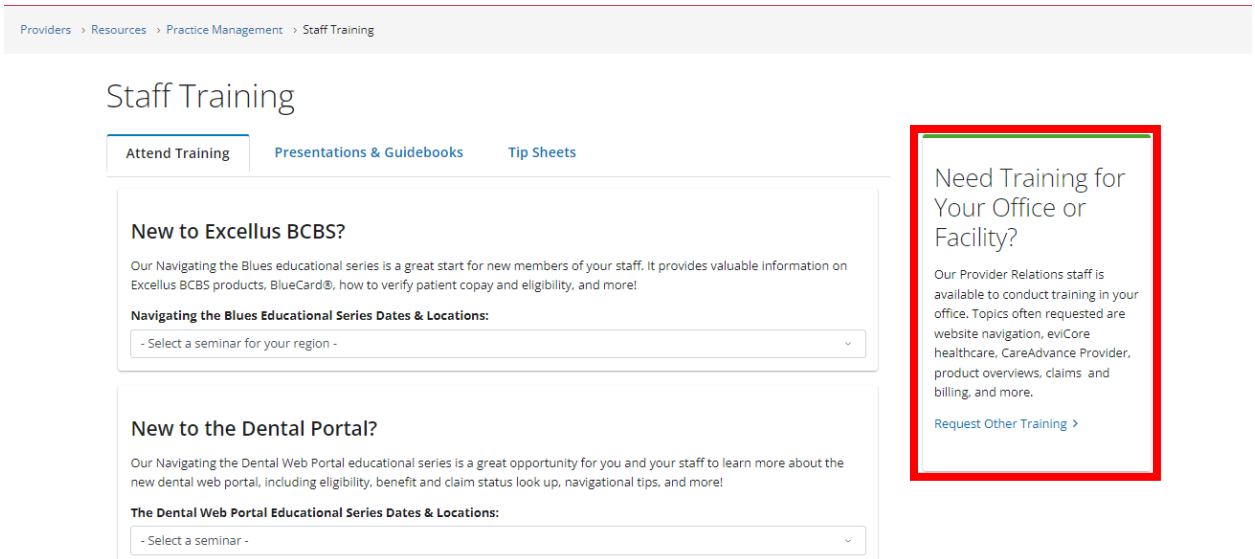 Providers › Resources › Practice Management › Staff Training
Staff Training
Attend Training
Presentations & Guidebooks
Tip Sheets
New to Excellus BCBS?
Our Navigating the Blues educational series is a great start for new members of your staff. It provides valuable information on
Excellus BCBS products, BlueCard®, how to verify patient copay and eligibility, and more!
Navigating the Blues Educational Series Dates & Locations:
- Select a seminar for your region -
New to the Dental Portal?
Our Navigating the Dental Web Portal educational series is a great opportunity for you and your staff to learn more about the
new dental web portal, including eligibility, benefit and claim status look up, navigational tips, and more!
The Dental Web Portal Educational Series Dates & Locations:
- Select a seminar -
Need Training for
Your Office or
Facility?
Our Provider Relations staff is
available to conduct training in your
office. Topics often requested are
website navigation, eviCore
healthcare, CareAdvance Provider,
product overviews, claims and
billing, and more.
Request Other Training ›